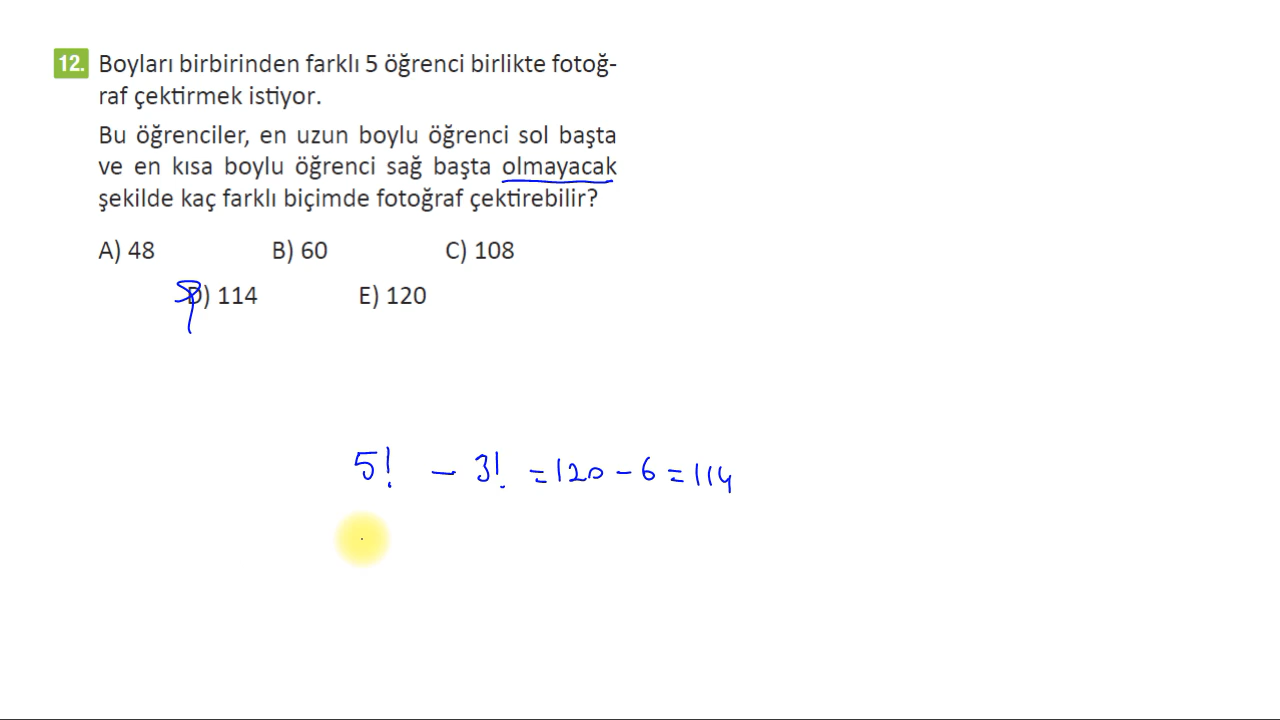 12. Boyları birbirinden farklı 5 öğrenci birlikte fotoğ-
raf çektirmek istiyor.
Bu öğrenciler, en uzun boylu öğrenci sol başta
ve en kısa boylu öğrenci sağ başta olmayacak
şekilde kaç farklı biçimde fotoğraf çektirebilir?
A) 48 B) 60 C) 108
D) 114 E) 120
5! - 3! = 120 - 6 = 114